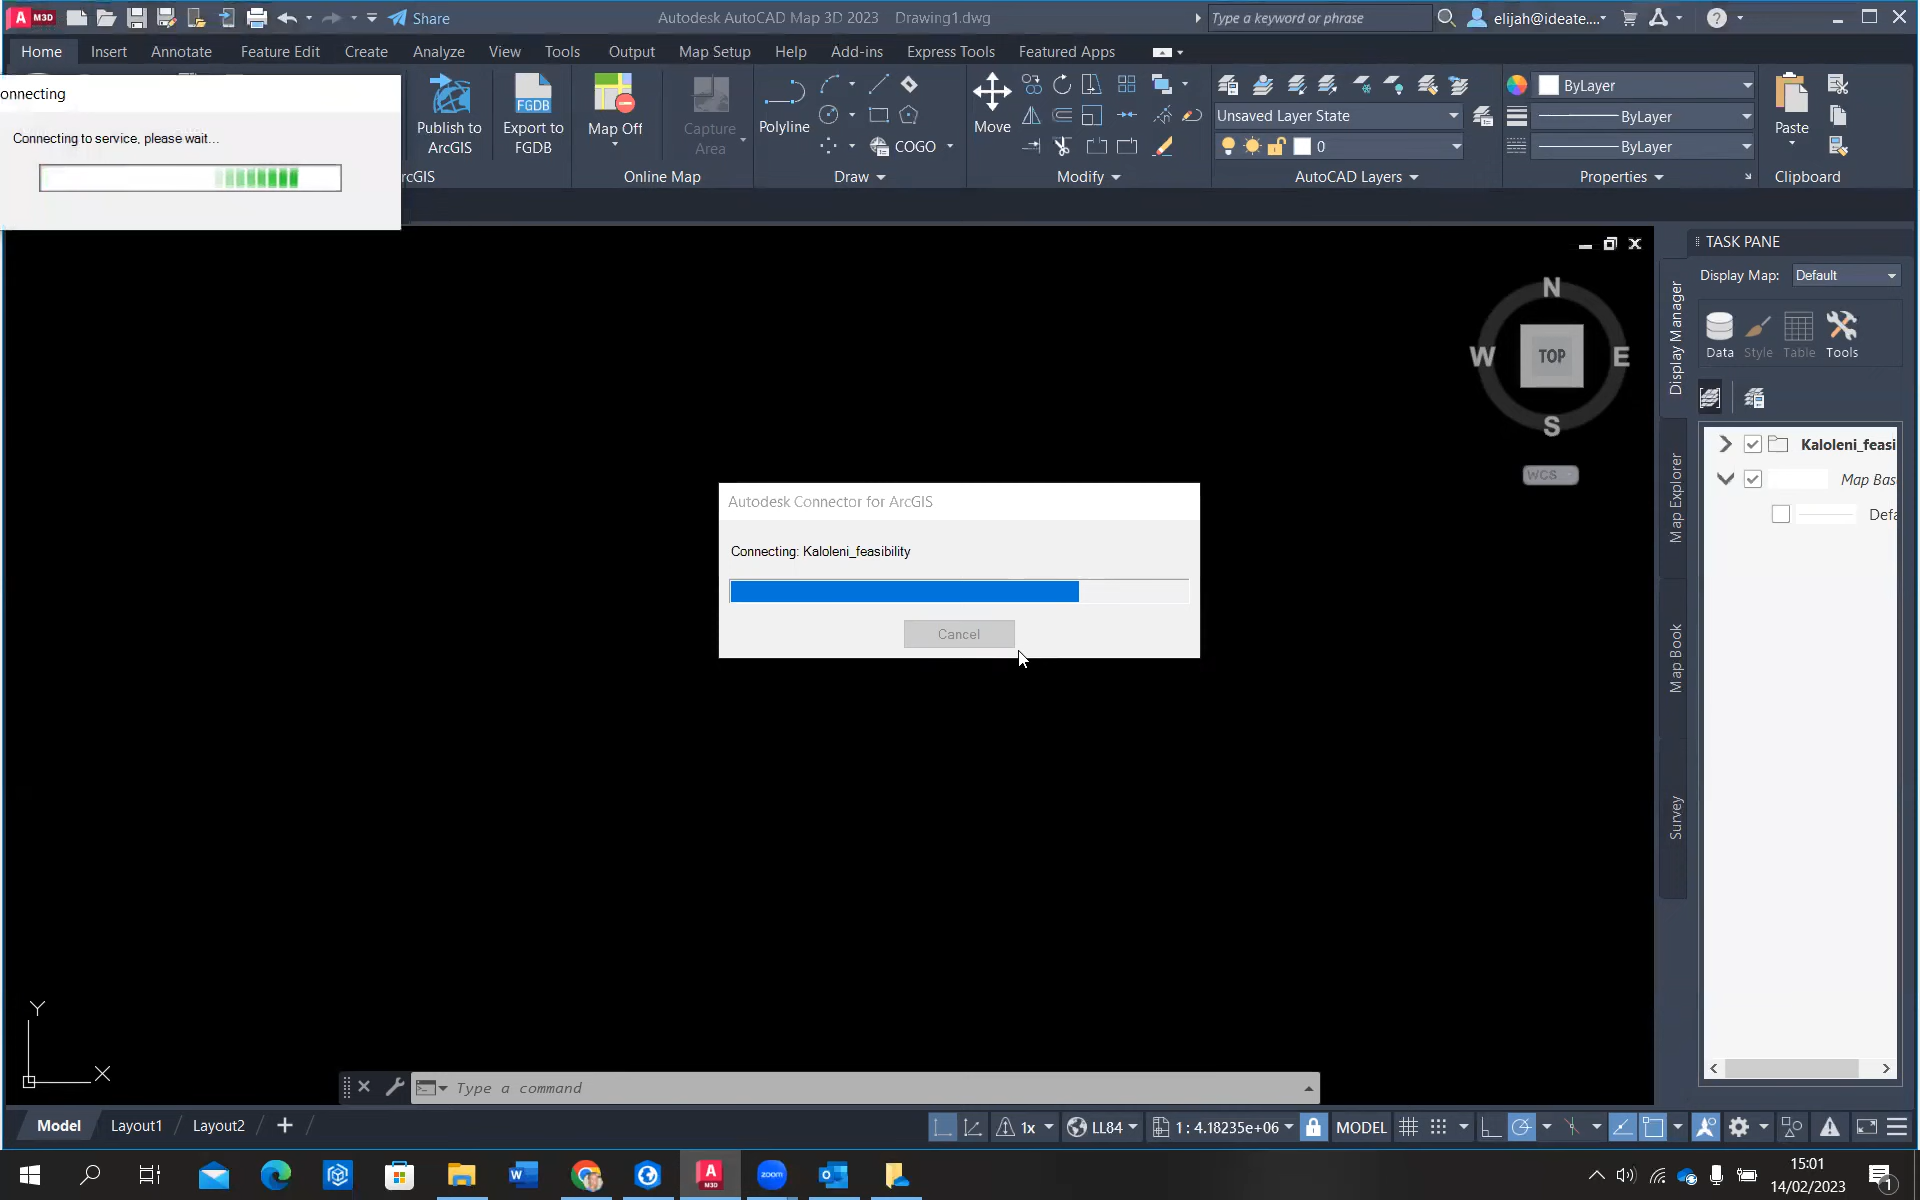 M3D
Share
Autodesk AutoCAD Map 3D 2023 Drawing1.dwg
Type a keyword or phrase
elijah@ideate....
Home Insert Annotate Feature Edit Create Analyze View Tools Output Map Setup Help Add-ins Express Tools Featured Apps
onnecting
Connecting to service, please wait...
Publish to
ArcGIS
FGDB
Export to
FGDB
Map Off
Capture
Area
Polyline
COGO
Move
Unsaved Layer State
0
ByLayer
ByLayer
ByLayer
Paste
rcGIS
Online Map
Draw
Modify
AutoCAD Layers
Properties
Clipboard
TASK PANE
Display Map: Default
Data Style Table Tools
Display Manager
Map Explorer
Map Book
Survey
Kaloleni_feasi
Map Bas
Defa
N
W TOP E
S
WCS
Autodesk Connector for ArcGIS
Connecting: Kaloleni_feasibility
Cancel
Y
X
Type a command
Model Layout1 Layout2
1x LL84 1 : 4.18235e+06 MODEL
W
zoom
A
M3D
15:01
14/02/2023
1